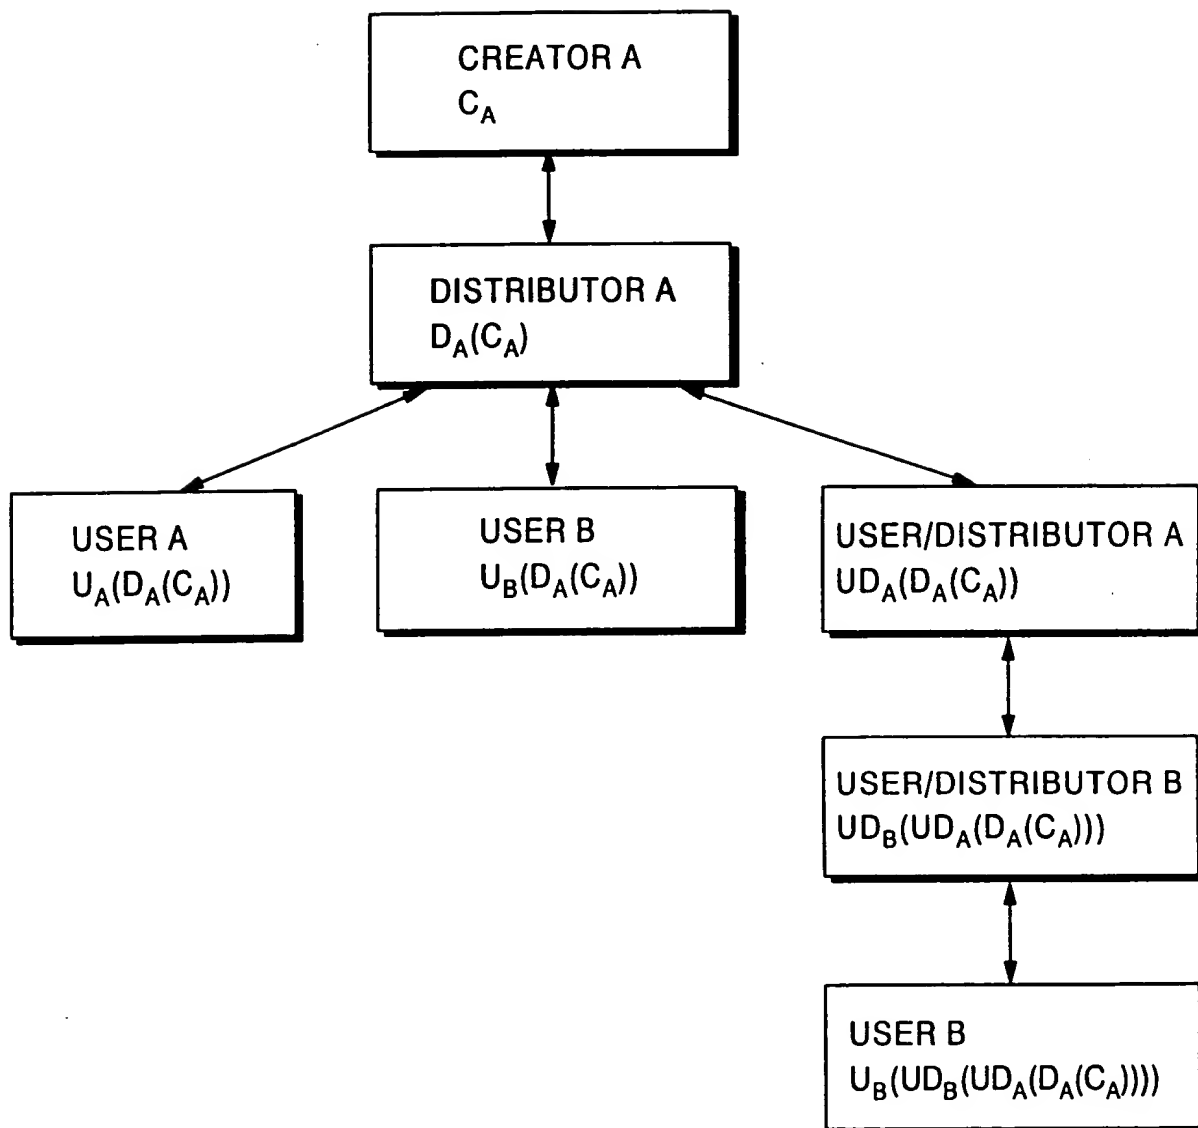 CREATOR A
C_A
DISTRIBUTOR A
D_A(C_A)
USER A
U_A(D_A(C_A))
USER B
U_B(D_A(C_A))
USER/DISTRIBUTOR A
UD_A(D_A(C_A))
USER/DISTRIBUTOR B
UD_B(UD_A(D_A(C_A)))
USER B
U_B(UD_B(UD_A(D_A(C_A))))